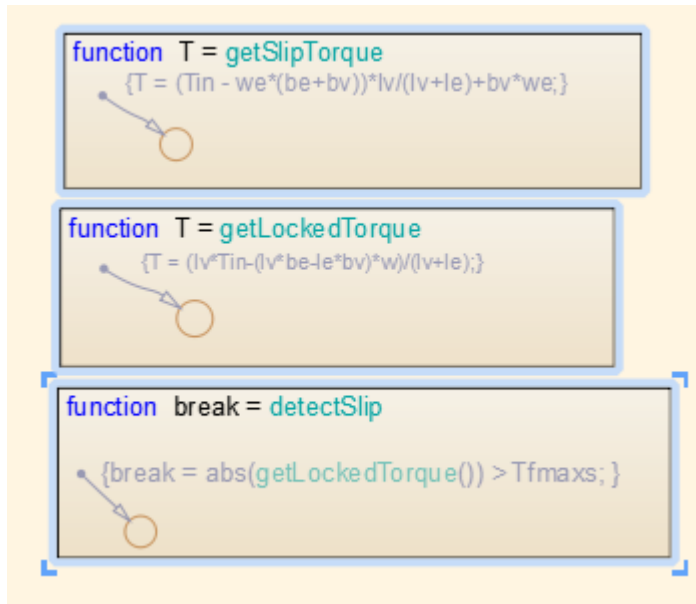 function T = getSlipTorque
{T = (Tin - we*(be+bv))*Iv/(Iv+Ie)+bv*we;}
function T = getLockedTorque
{T = (Iv*Tin-(Iv*be-Ie*bv)*w)/(Iv+Ie);}
function break = detectSlip
{break = abs(getLockedTorque()) > Tfmaxs; }